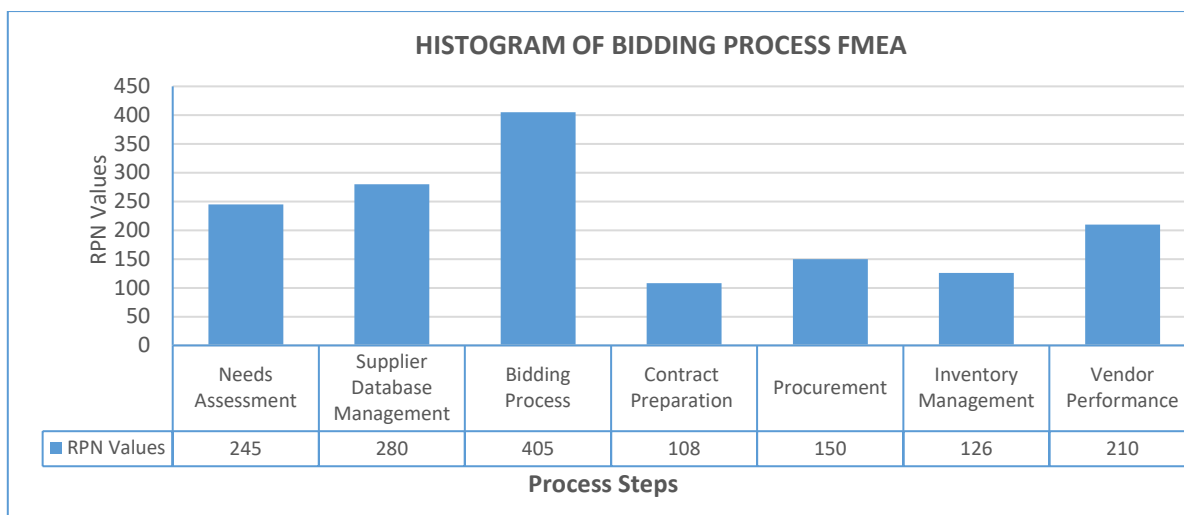 HISTOGRAM OF BIDDING PROCESS FMEA
450
400
350
300
250
200
150
100
50
0
RPN Values
Needs
Assessment
Supplier
Database
Management
Bidding
Process
Contract
Preparation
Procurement
Inventory
Management
Vendor
Performance
RPN Values 245 280 405 108 150 126 210
Process Steps